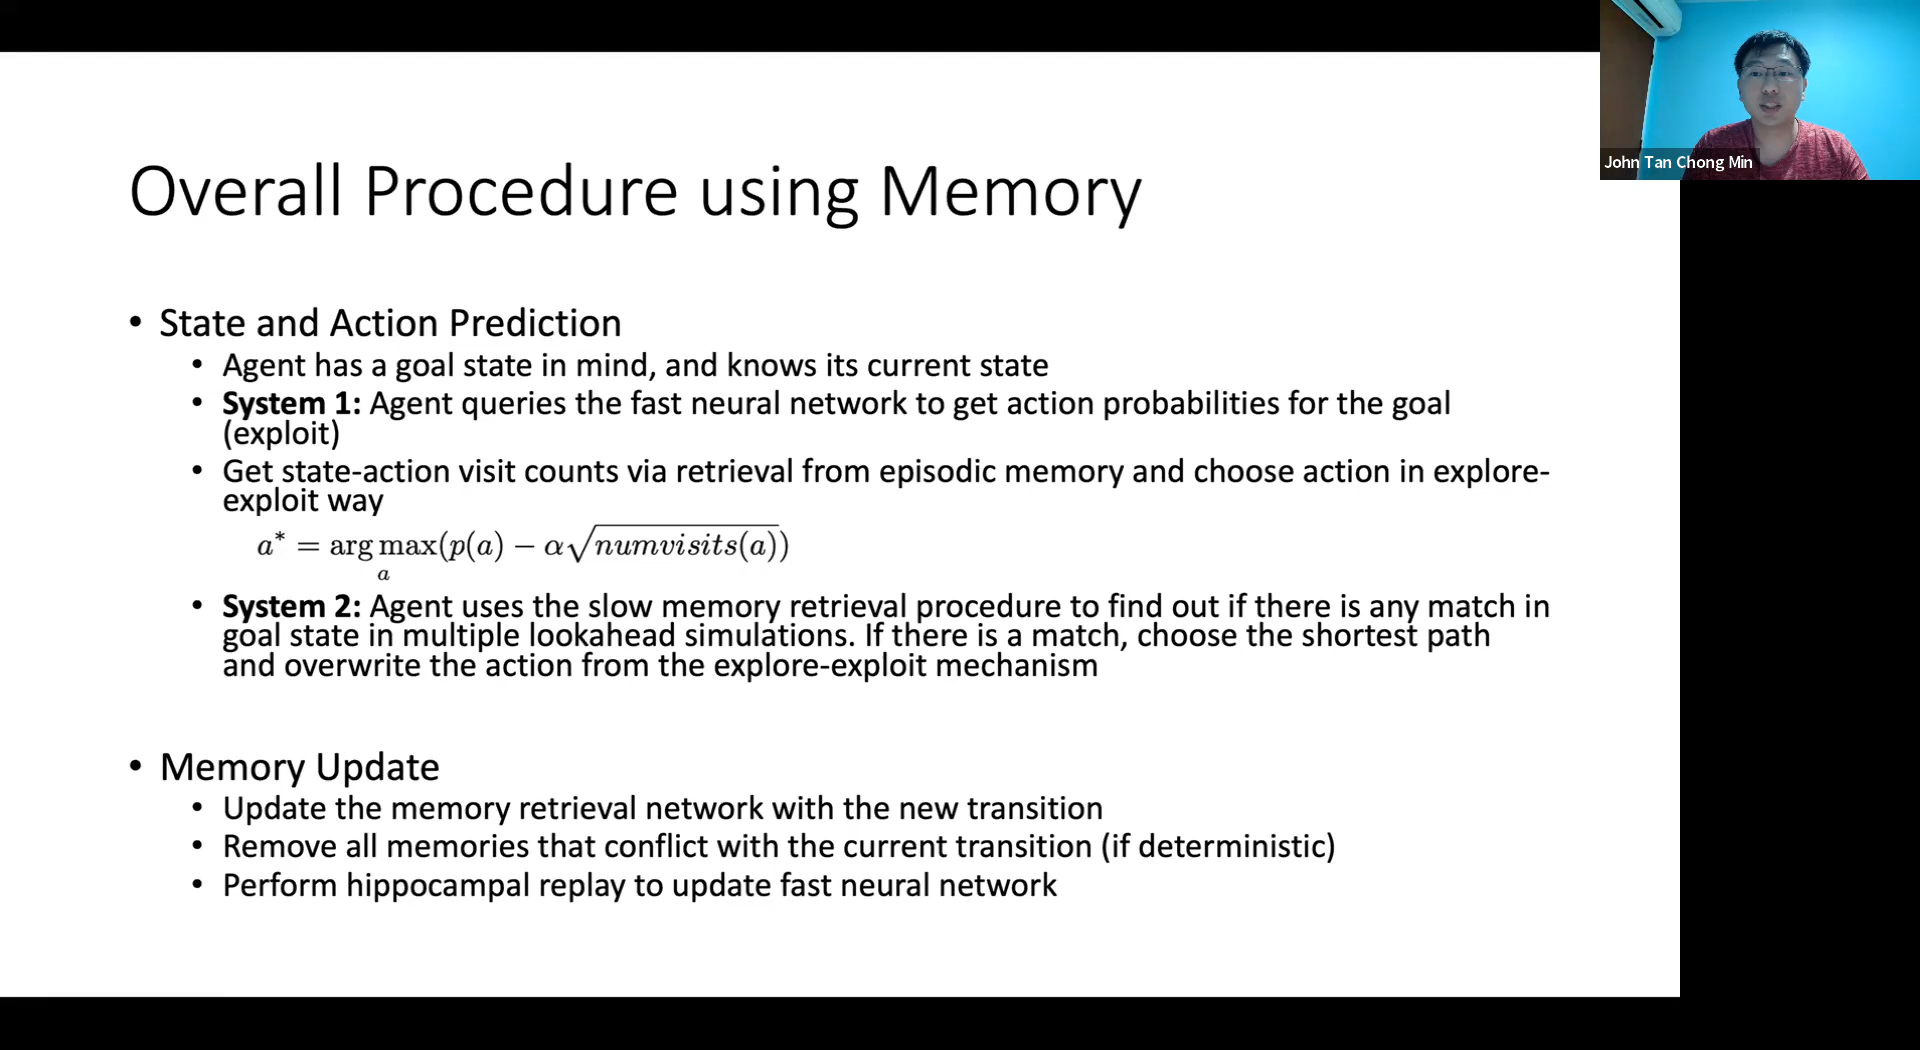 John Tan Chong Min
Overall Procedure using Memory
• State and Action Prediction
• Agent has a goal state in mind, and knows its current state
• System 1: Agent queries the fast neural network to get action probabilities for the goal
(exploit)
• Get state-action visit counts via retrieval from episodic memory and choose action in explore-
exploit way
a* = arg max(p(a) − α√numvisits(a))
a
• System 2: Agent uses the slow memory retrieval procedure to find out if there is any match in
goal state in multiple lookahead simulations. If there is a match, choose the shortest path
and overwrite the action from the explore-exploit mechanism
• Memory Update
• Update the memory retrieval network with the new transition
• Remove all memories that conflict with the current transition (if deterministic)
• Perform hippocampal replay to update fast neural network